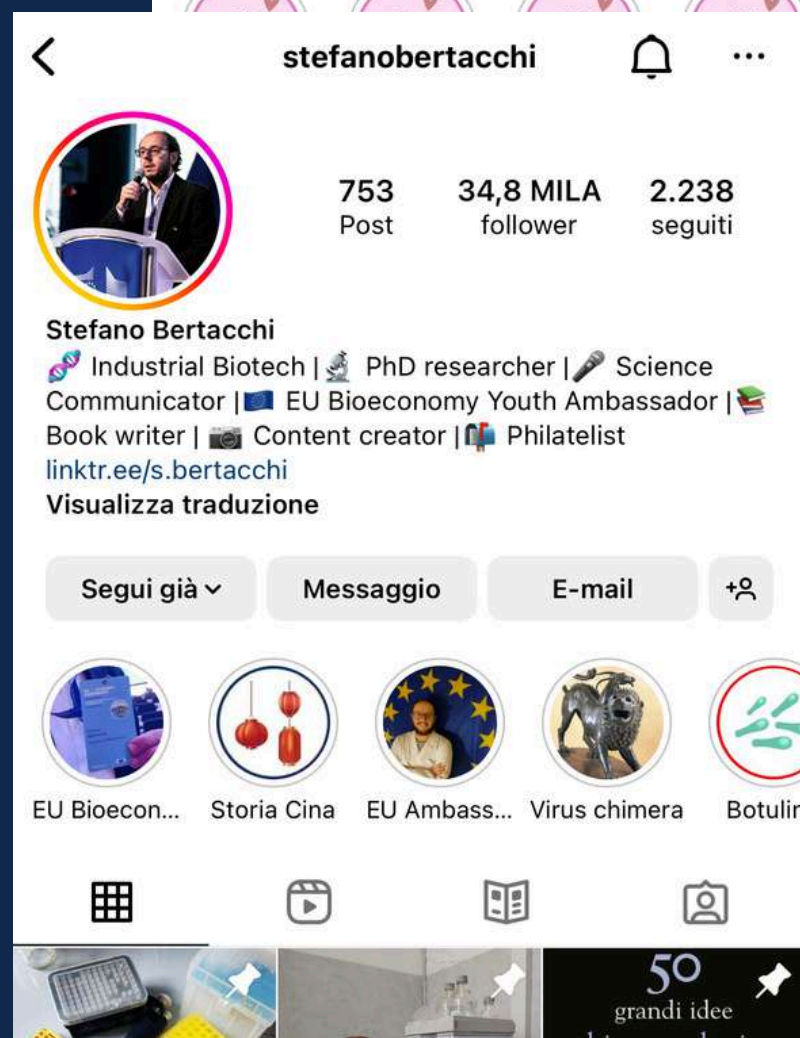 stefanobertacchi
753
34,8 MILA
2.238
Post
follower
seguiti
Stefano Bertacchi
🧬 Industrial Biotech |🔬 PhD researcher |🎤 Science
Communicator |🇪🇺 EU Bioeconomy Youth Ambassador |📚
Book writer | 📷 Content creator |📬 Philatelist
linktr.ee/s.bertacchi
Visualizza traduzione
Segui già
Messaggio
E-mail
EU Bioecon...
Storia Cina
EU Ambass...
Virus chimera
50
grandi idee